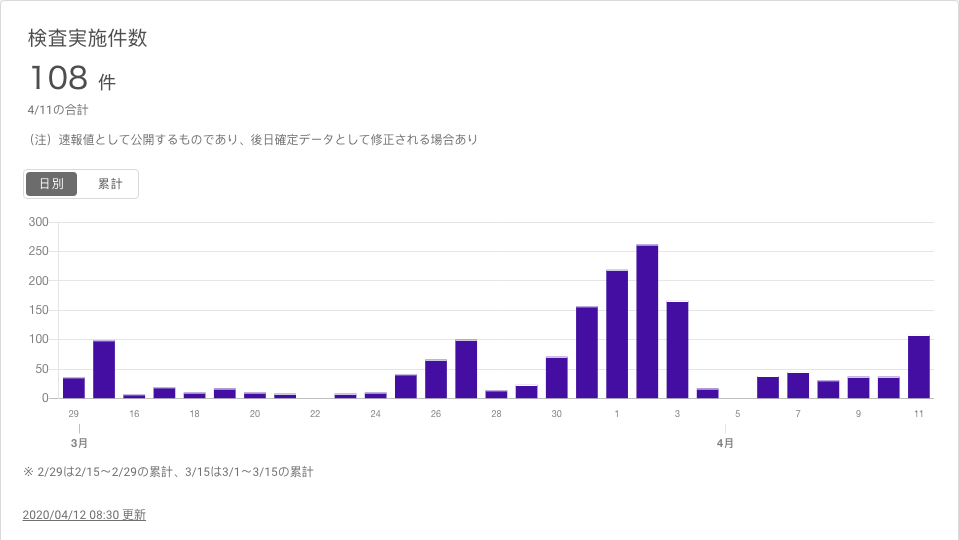 検査実施件数
108 件
4/11の合計
（注）速報値として公開するものであり、後日確定データとして修正される場合あり
日別 累計
300
250
200
150
100
50
0
29 16 18 20 22 24 26 28 30 1 3 5 7 9 11
3月 4月
※ 2/29は2/15〜2/29の累計、3/15は3/1〜3/15の累計
2020/04/12 08:30 更新